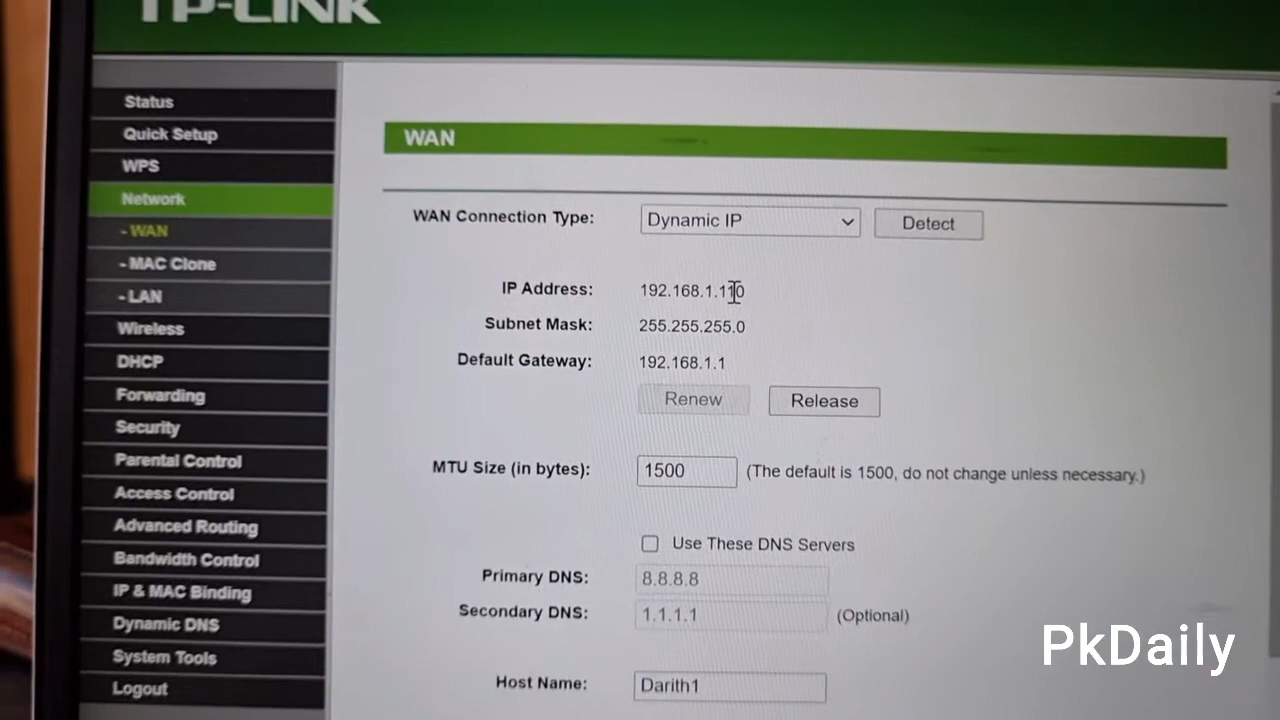 TP-LINK
Status
Quick Setup
WPS
Network
- WAN
- MAC Clone
- LAN
Wireless
DHCP
Forwarding
Security
Parental Control
Access Control
Advanced Routing
Bandwidth Control
IP & MAC Binding
Dynamic DNS
System Tools
Logout
WAN
WAN Connection Type: Dynamic IP Detect
IP Address: 192.168.1.110
Subnet Mask: 255.255.255.0
Default Gateway: 192.168.1.1
Renew Release
MTU Size (in bytes): 1500 (The default is 1500, do not change unless necessary.)
Use These DNS Servers
Primary DNS: 8.8.8.8
Secondary DNS: 1.1.1.1 (Optional)
Host Name: Darith1
PkDaily